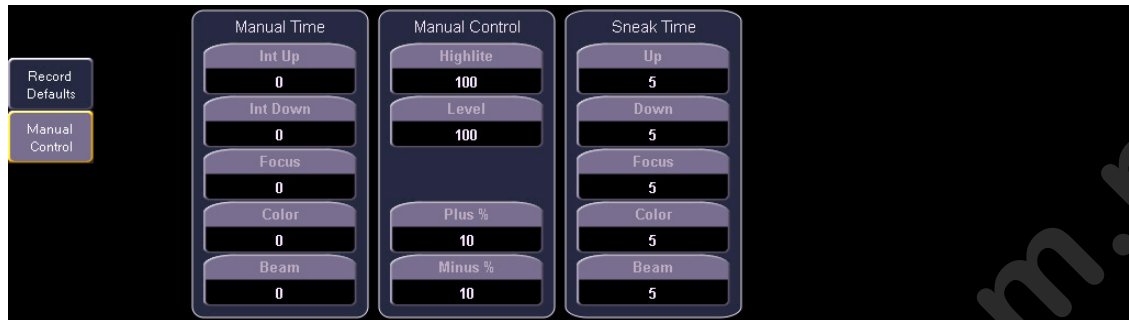 Record
Defaults
Manual
Control
Manual Time
Int Up
0
Int Down
0
Focus
0
Color
0
Beam
0
Manual Control
Highlite
100
Level
100
Plus %
10
Minus %
10
Sneak Time
Up
5
Down
5
Focus
5
Color
5
Beam
5